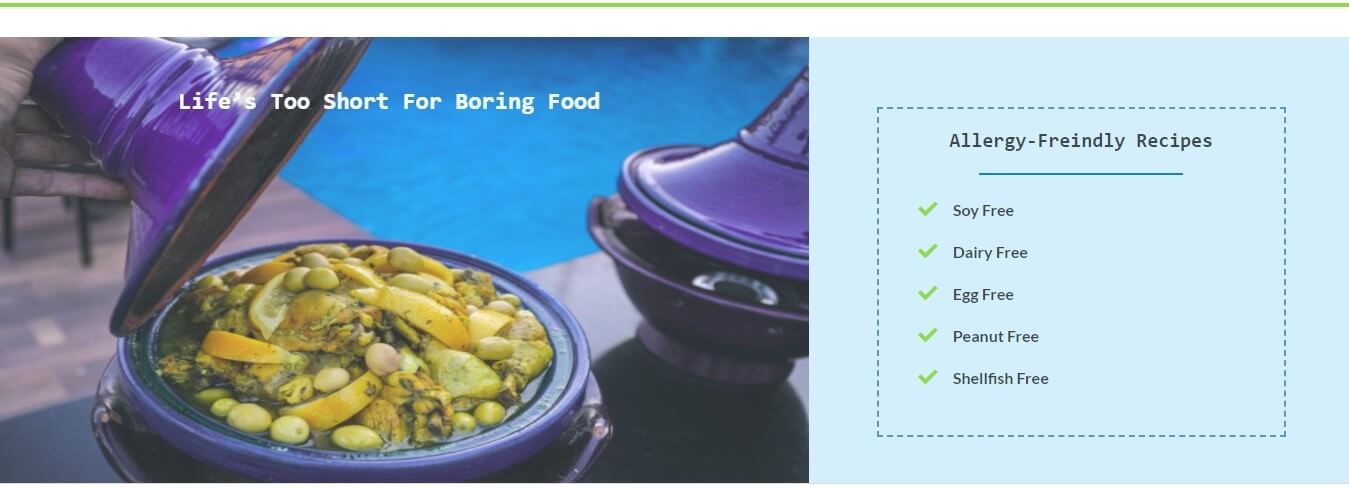 Life's Too Short For Boring Food
Allergy-Freindly Recipes
Soy Free
Dairy Free
Egg Free
Peanut Free
Shellfish Free